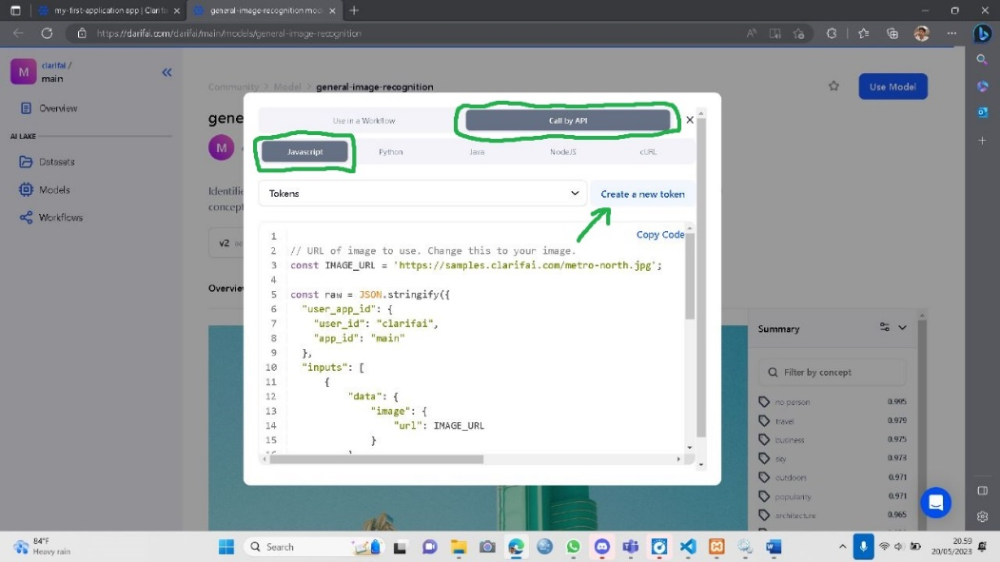 my-first-application app | Clarifa
general-image-recognition mod
https://clarifai.com/clarifai/main/models/general-image-recognition
M
clarifai /
main
Overview
AI LAKE
Datasets
Models
Workflows
Community > Model > general-image-recognition
Use Model
gene
M
Identifie
concept
v2
Overview
Use in a Workflow
Call by API
Javascript
Python
Java
NodeJS
cURL
Tokens
Create a new token
Copy Code
1
2 // URL of image to use. Change this to your image.
3 const IMAGE_URL = 'https://samples.clarifai.com/metro-north.jpg';
4
5 const raw = JSON.stringify({
6 "user_app_id": {
7 "user_id": "clarifai",
8 "app_id": "main"
9 },
10 "inputs": [
11 {
12 "data": {
13 "image": {
14 "url": IMAGE_URL
15 }
Summary
Filter by concept
no person 0.995
travel 0.979
business 0.975
sky 0.973
outdoors 0.971
popularity 0.971
architecture 0.965
84°F
Heavy rain
Search
20.59
20/05/2023